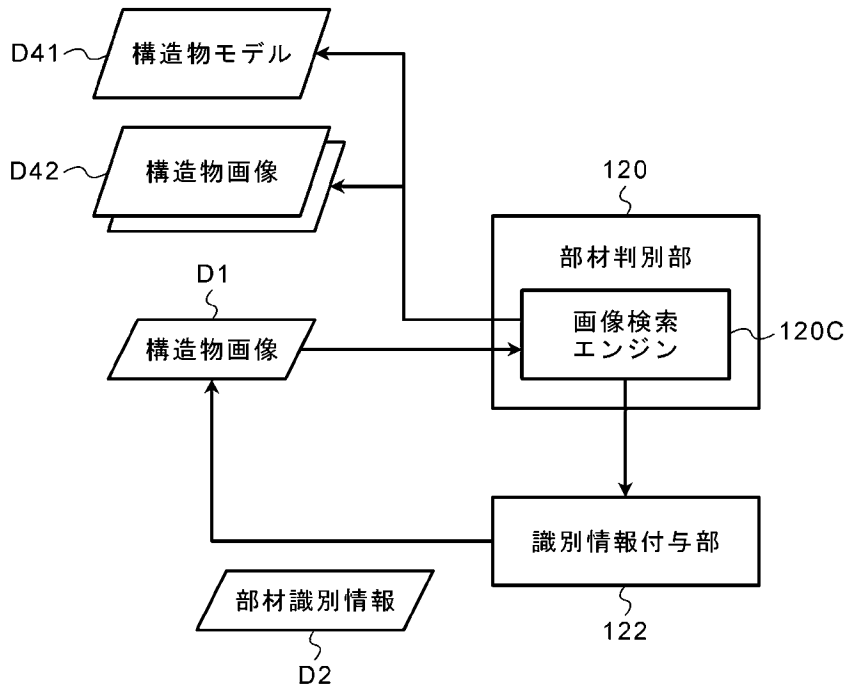 D41
構造物モデル
D42
構造物画像
120
部材判別部
D1
画像検索
エンジン
120C
構造物画像
識別情報付与部
部材識別情報
122
D2